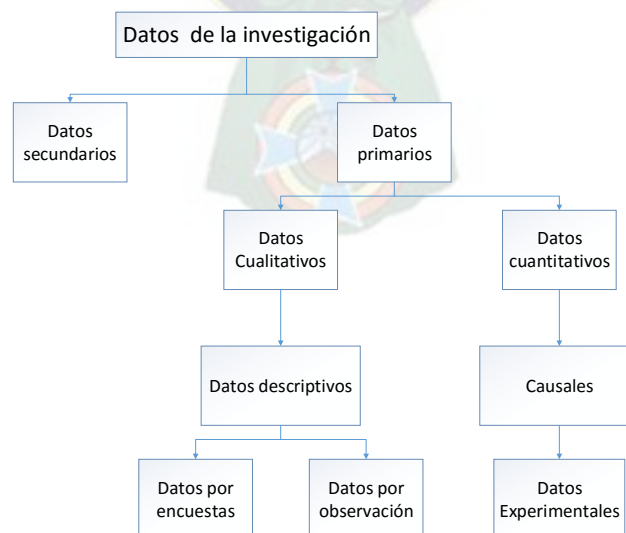 Datos de la investigación
Datos
secundarios
Datos
primarios
Datos
Cualitativos
Datos
cuantitativos
Datos descriptivos
Causales
Datos por
encuestas
Datos por
observación
Datos
Experimentales